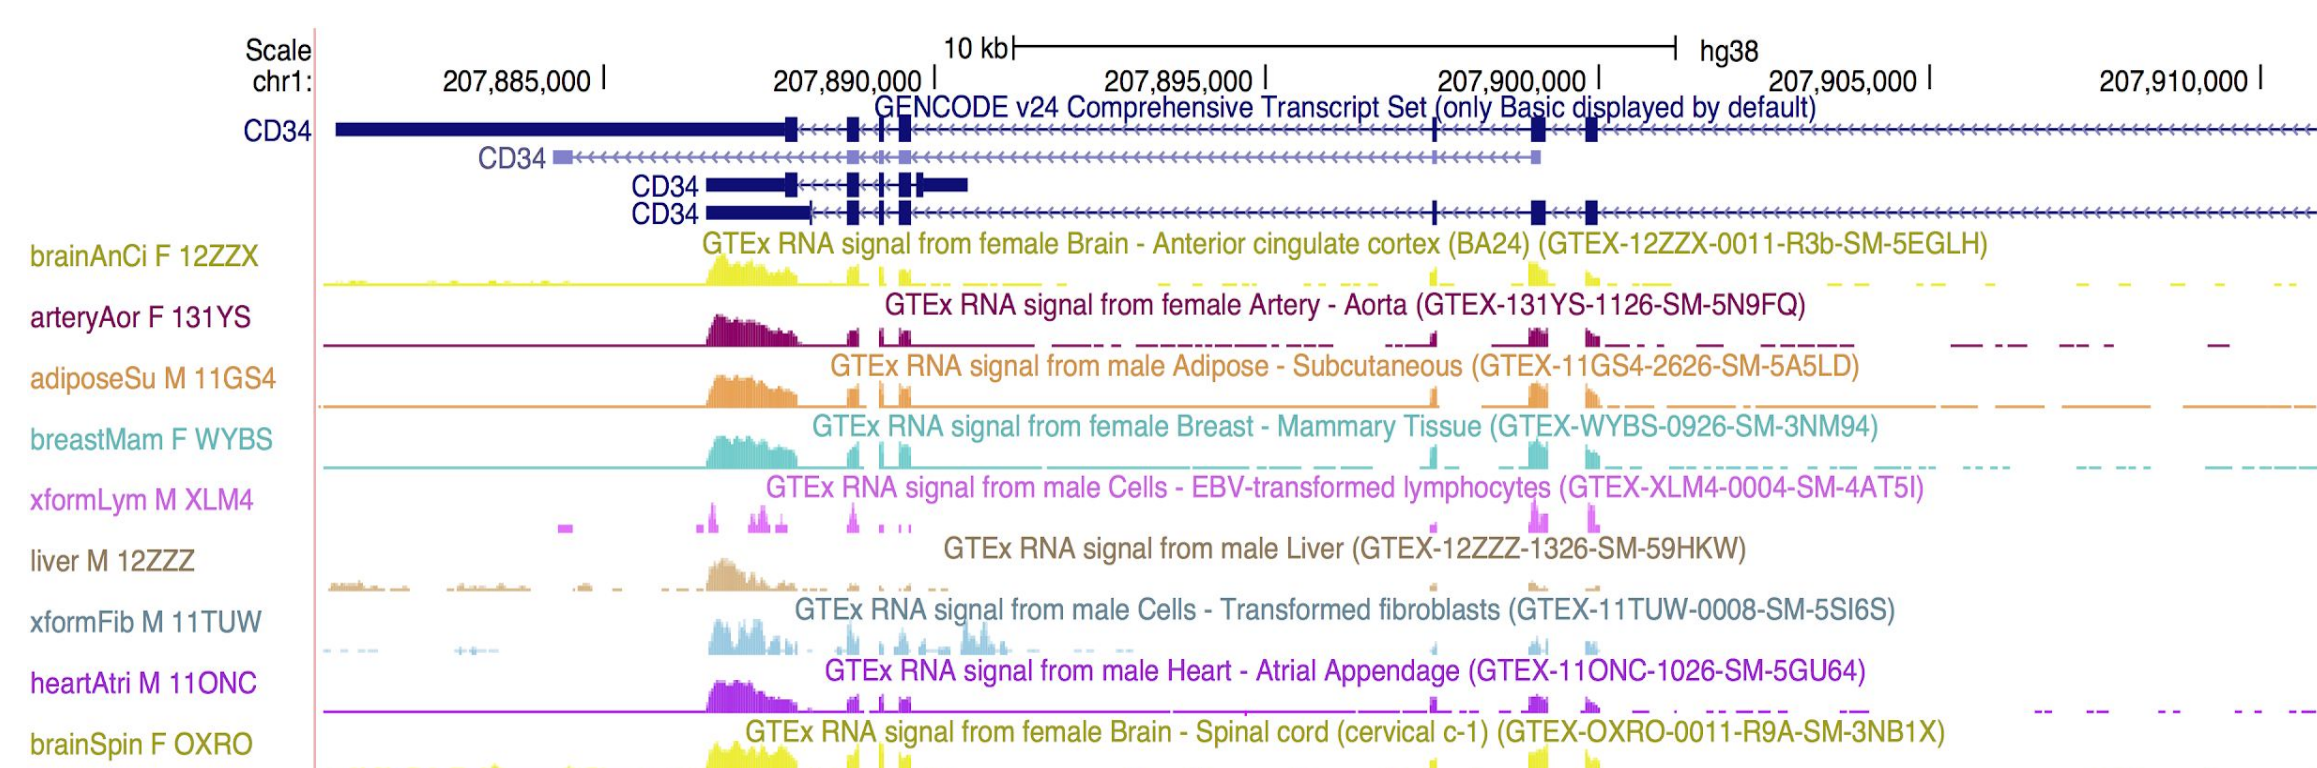 Scale 10 kb hg38
chr1: 207,885,000 207,890,000 207,895,000 207,900,000 207,905,000 207,910,000
GENCODE v24 Comprehensive Transcript Set (only Basic displayed by default)
CD34
CD34
CD34
CD34
GTEx RNA signal from female Brain - Anterior cingulate cortex (BA24) (GTEX-12ZZX-0011-R3b-SM-5EGLH)
brainAnCi F 12ZZX
GTEx RNA signal from female Artery - Aorta (GTEX-131YS-1126-SM-5N9FQ)
arteryAor F 131YS
GTEx RNA signal from male Adipose - Subcutaneous (GTEX-11GS4-2626-SM-5A5LD)
adiposeSu M 11GS4
GTEx RNA signal from female Breast - Mammary Tissue (GTEX-WYBS-0926-SM-3NM94)
breastMam F WYBS
GTEx RNA signal from male Cells - EBV-transformed lymphocytes (GTEX-XLM4-0004-SM-4AT5I)
xformLym M XLM4
GTEx RNA signal from male Liver (GTEX-12ZZZ-1326-SM-59HKW)
liver M 12ZZZ
GTEx RNA signal from male Cells - Transformed fibroblasts (GTEX-11TUW-0008-SM-5SI6S)
xformFib M 11TUW
GTEx RNA signal from male Heart - Atrial Appendage (GTEX-11ONC-1026-SM-5GU64)
heartAtri M 11ONC
GTEx RNA signal from female Brain - Spinal cord (cervical c-1) (GTEX-OXRO-0011-R9A-SM-3NB1X)
brainSpin F OXRO